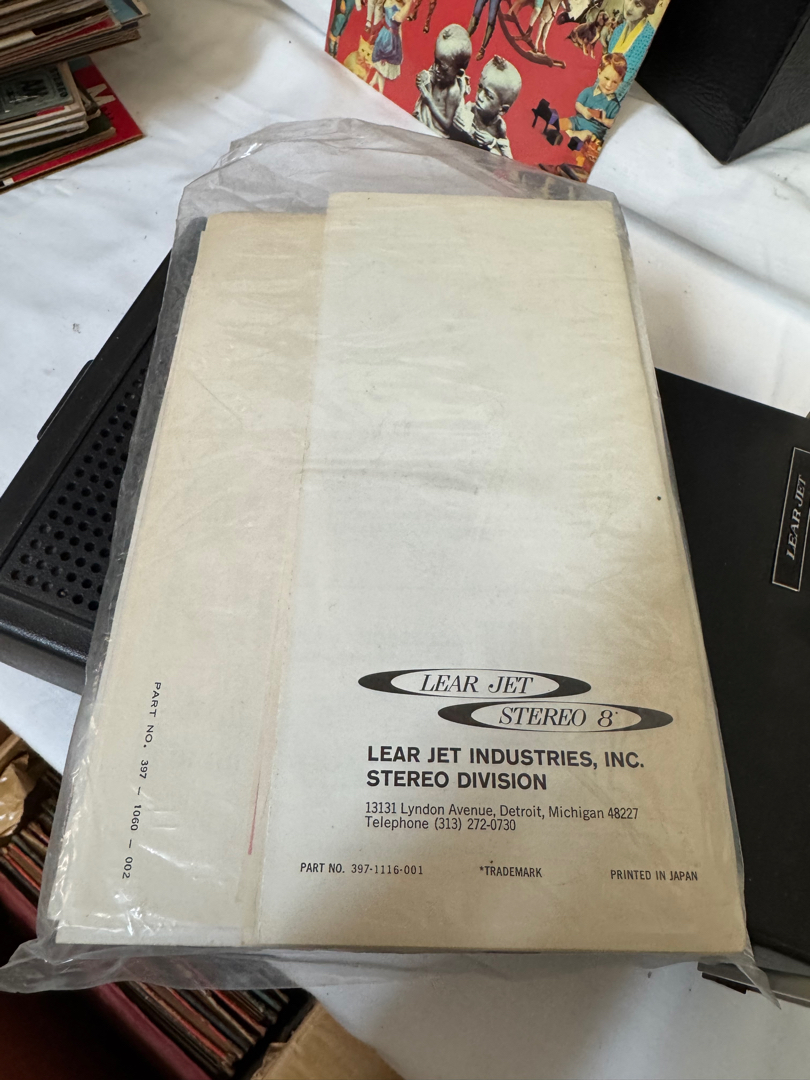 LEAR JET
LEAR JET
STEREO 8*
LEAR JET INDUSTRIES, INC.
STEREO DIVISION
13131 Lyndon Avenue, Detroit, Michigan 48227
Telephone (313) 272-0730
PART NO. 397-1116-001 *TRADEMARK PRINTED IN JAPAN
PART NO. 397 — 1060 — 002